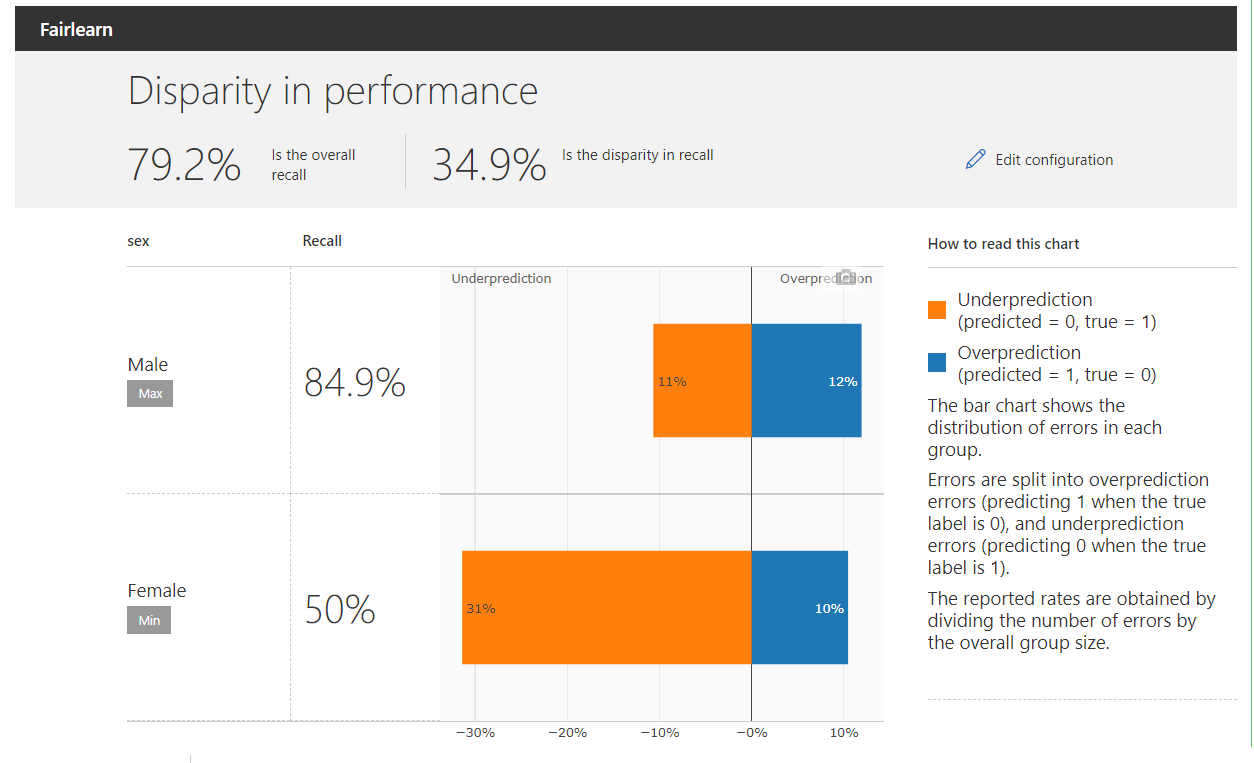 Fairlearn
Disparity in performance
79.2%
Is the overall
recall
34.9%
Is the disparity in recall
Edit configuration
sex
Recall
Underprediction
Overprediction
Male
Max
84.9%
11%
12%
Female
Min
50%
31%
10%
−30%
−20%
−10%
−0%
10%
How to read this chart
Underprediction
(predicted = 0, true = 1)
Overprediction
(predicted = 1, true = 0)
The bar chart shows the
distribution of errors in each
group.
Errors are split into overprediction
errors (predicting 1 when the true
label is 0), and underprediction
errors (predicting 0 when the true
label is 1).
The reported rates are obtained by
dividing the number of errors by
the overall group size.